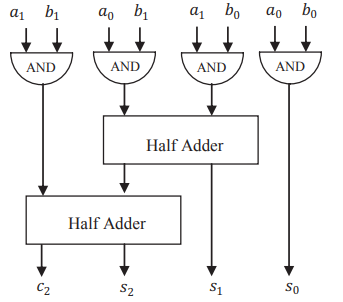 a₁ b₁ a₀ b₁ a₁ b₀ a₀ b₀
AND AND AND AND
Half Adder
Half Adder
c₂ s₂ s₁ s₀